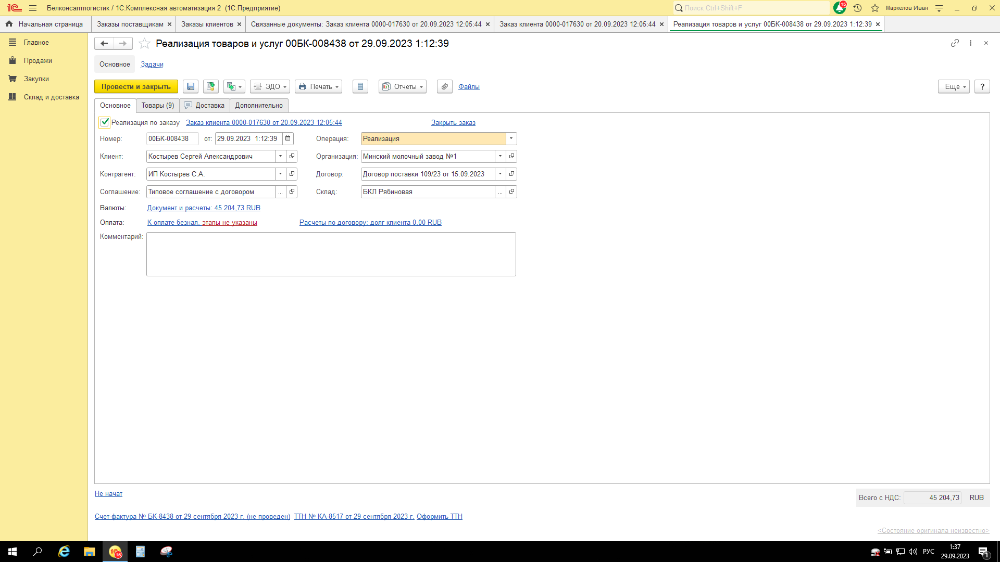 Белконсалтлогистик / 1С:Комплексная автоматизация 2 (1С:Предприятие)
Поиск Ctrl+Shift+F
15
Маркелов Иван
Начальная страница
Заказы поставщикам
Заказы клиентов
Связанные документы: Заказ клиента 0000-017630 от 20.09.2023 12:05:44
Заказ клиента 0000-017630 от 20.09.2023 12:05:44
Реализация товаров и услуг 00БК-008438 от 29.09.2023 1:12:39
Главное
Продажи
Закупки
Склад и доставка
Реализация товаров и услуг 00БК-008438 от 29.09.2023 1:12:39
Основное Задачи
Провести и закрыть ЭДО Печать Отчеты Файлы Еще ?
Основное Товары (9) Доставка Дополнительно
Реализация по заказу Заказ клиента 0000-017630 от 20.09.2023 12:05:44 Закрыть заказ
Номер: 00БК-008438 от: 29.09.2023 1:12:39 Операция: Реализация
Клиент: Костырев Сергей Александрович Организация: Минский молочный завод №1
Контрагент: ИП Костырев С.А. Договор: Договор поставки 109/23 от 15.09.2023
Соглашение: Типовое соглашение с договором ... Склад: БКЛ Рябиновая ...
Валюты: Документ и расчеты: 45 204,73 RUB
Оплата: К оплате безнал, этапы не указаны Расчеты по договору: долг клиента 0,00 RUB
Комментарий:
Не начат
Всего с НДС: 45 204,73 RUB
Счет-фактура № БК-8438 от 29 сентября 2023 г. (не проведен) ТТН № КА-8517 от 29 сентября 2023 г. Оформить ТТН
<Состояние оригинала неизвестно>
15
РУС
1:37
29.09.2023
1